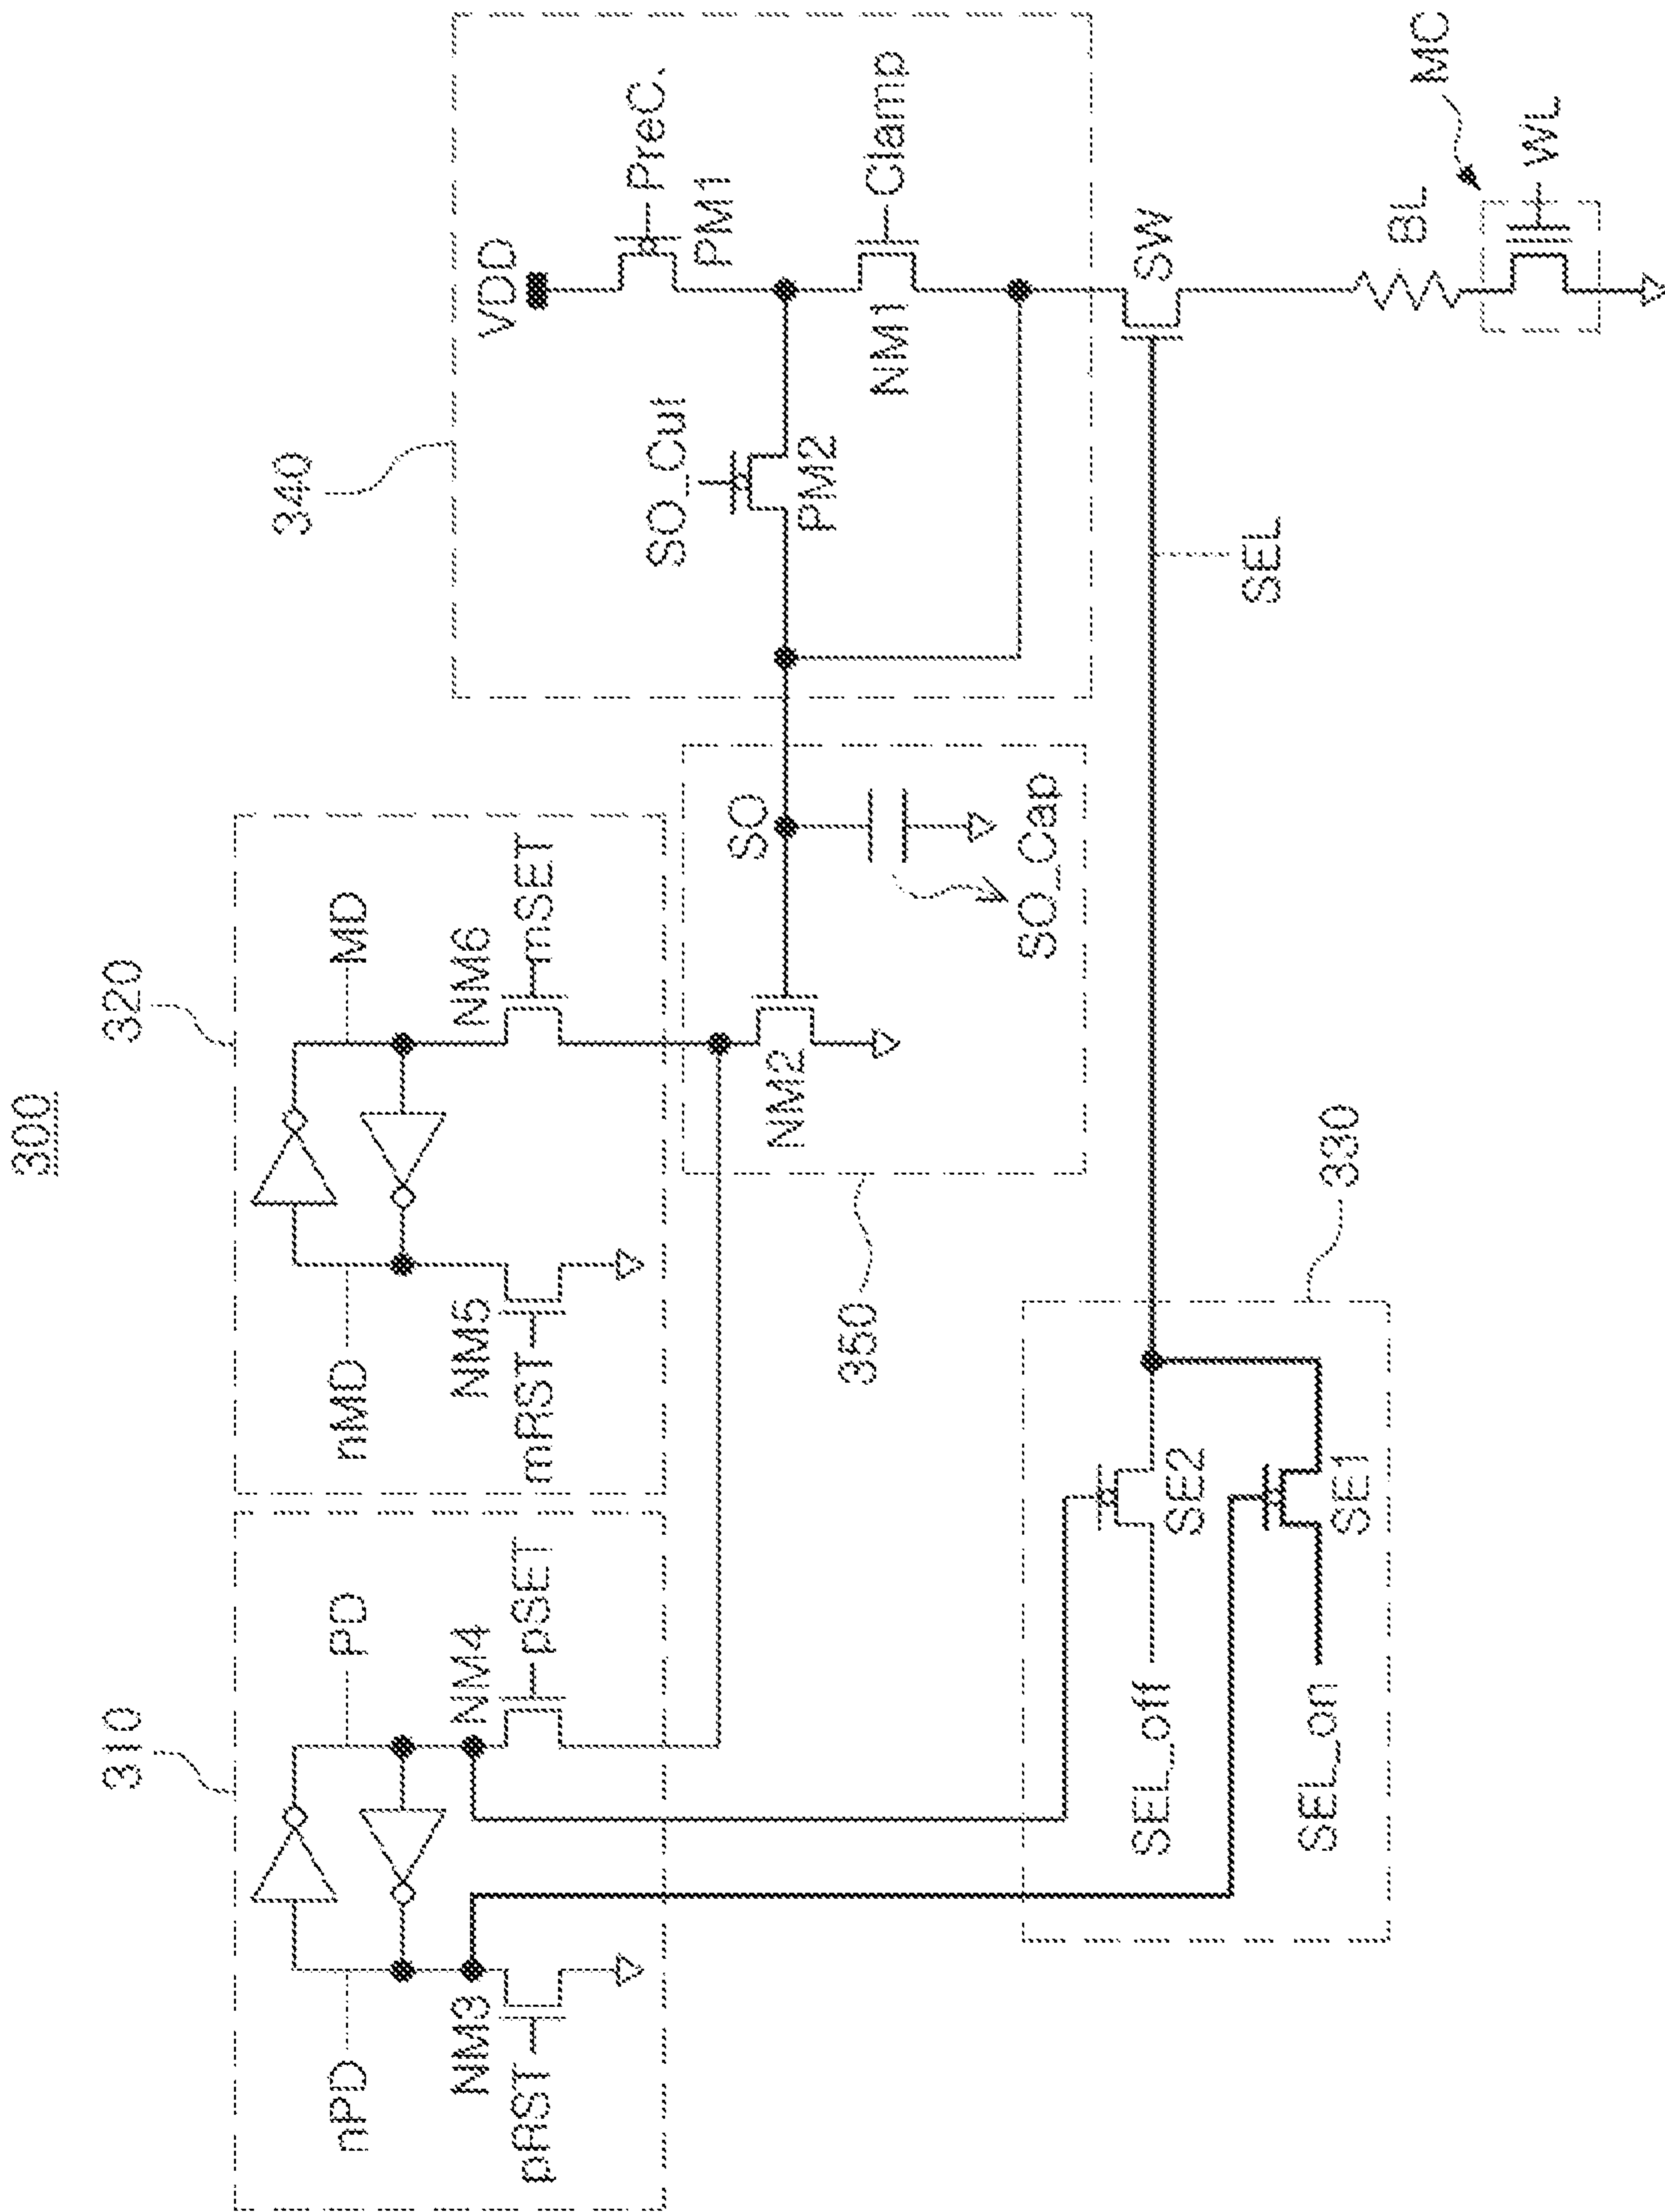 300
310
320
340
nPD
PD
nMD
MD
VDD
NM3
NM4
NM5
NM6
pRST
pSET
mRST
mSET
SO_Cut
PreC.
PM1
PM2
SO
NM2
NM1
Clamp
SO_Cap
350
SEL_off
SE2
SEL
SW
SEL_on
SE1
330
BL
MC
WL